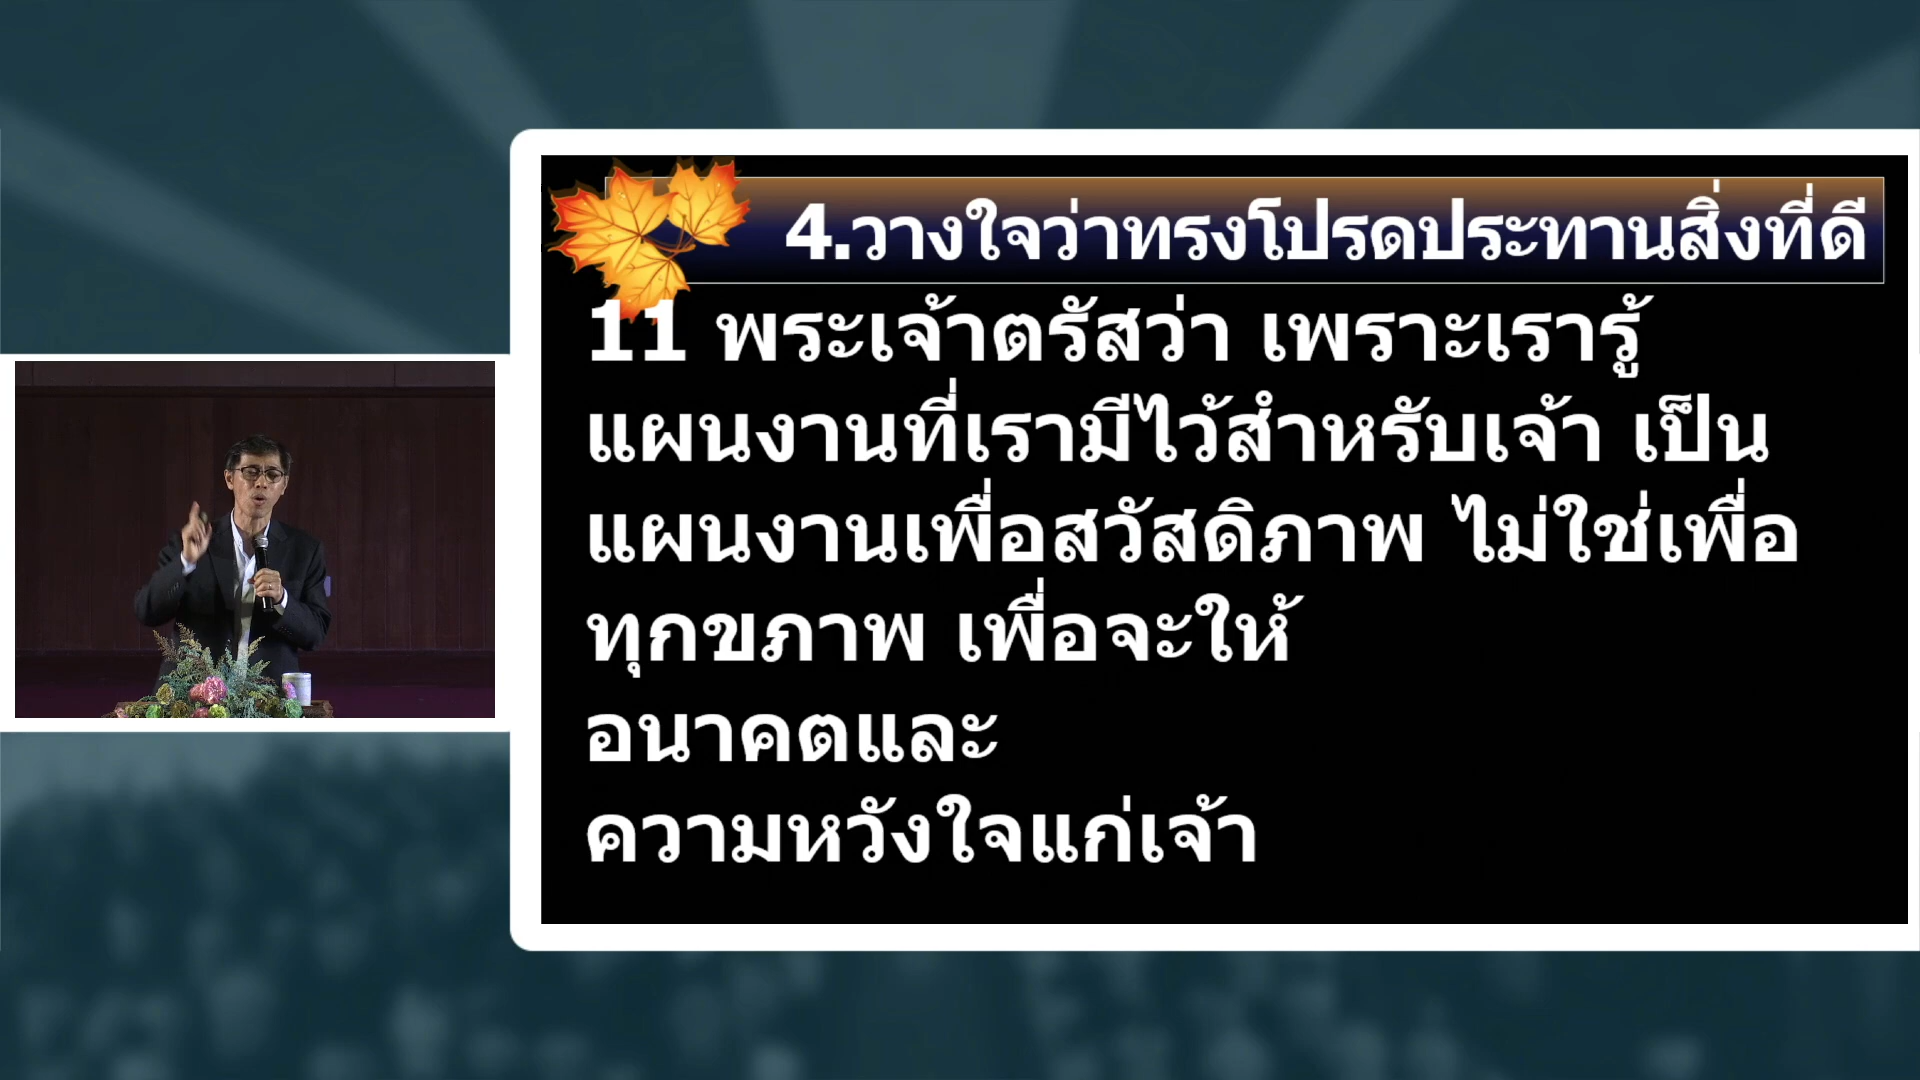 4.วางใจว่าทรงโปรดประทานสิ่งที่ดี
11 พระเจ้าตรัสว่า เพราะเรารู้
แผนงานที่เรามีไว้สำหรับเจ้า เป็น
แผนงานเพื่อสวัสดิภาพ ไม่ใช่เพื่อ
ทุกขภาพ เพื่อจะให้
อนาคตและ
ความหวังใจแก่เจ้า